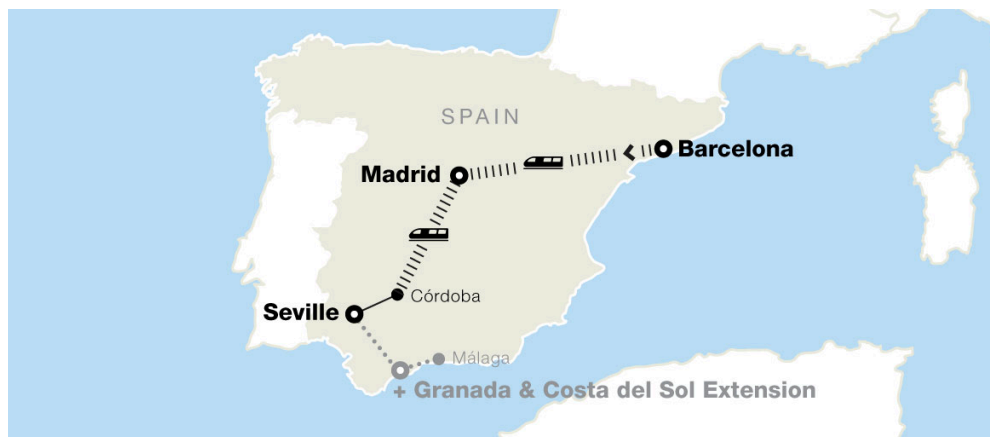 SPAIN
Barcelona
Madrid
Córdoba
Seville
Málaga
+ Granada & Costa del Sol Extension